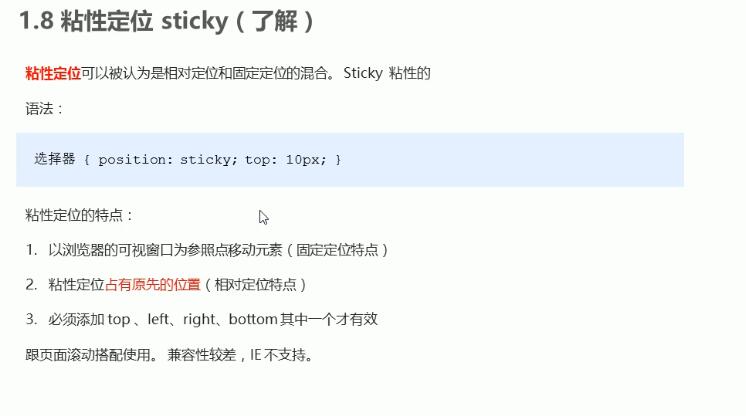 1.8 粘性定位 sticky（了解）
粘性定位可以被认为是相对定位和固定定位的混合。 Sticky 粘性的
语法：
选择器 { position: sticky; top: 10px; }
粘性定位的特点：
1. 以浏览器的可视窗口为参照点移动元素（固定定位特点）
2. 粘性定位占有原先的位置（相对定位特点）
3. 必须添加 top 、left、right、bottom 其中一个才有效
跟页面滚动搭配使用。 兼容性较差，IE 不支持。